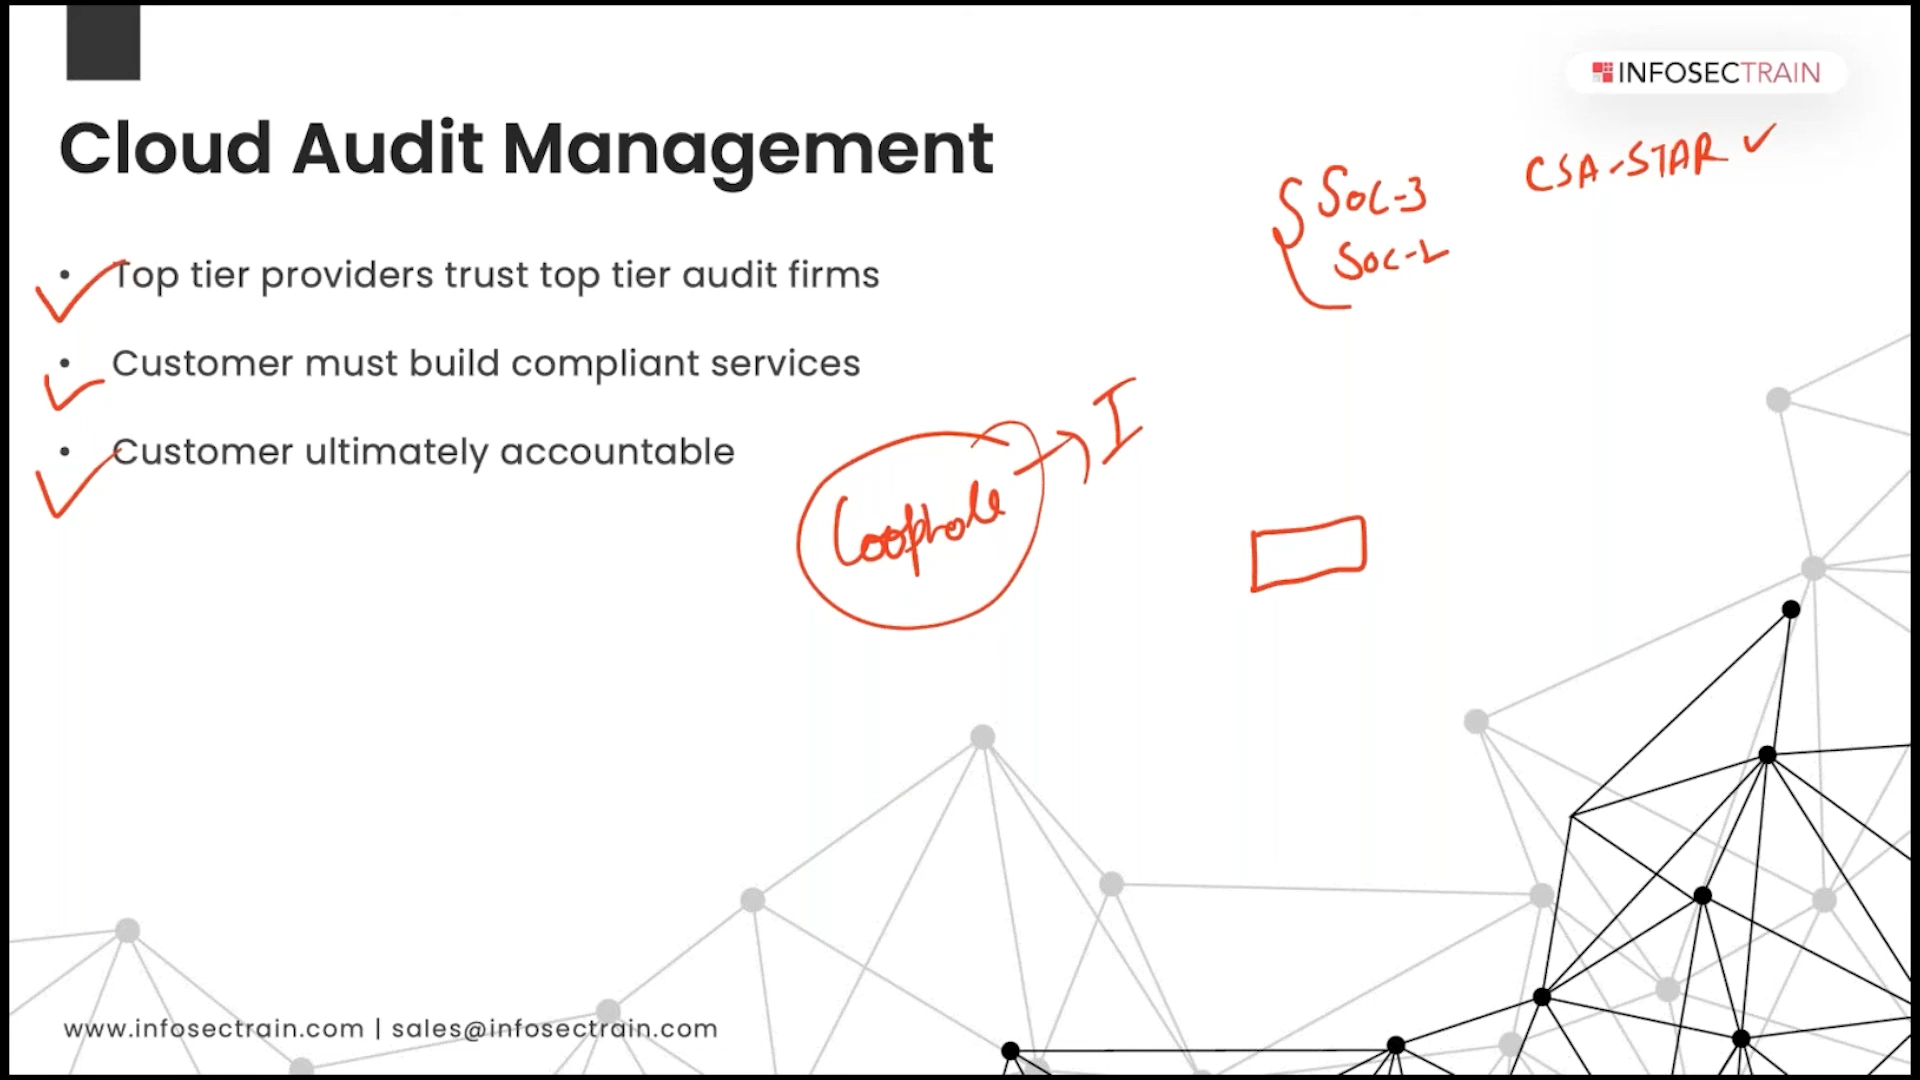 INFOSECTRAIN
Cloud Audit Management
CSA-STAR
SOC-3
SOC-2
• Top tier providers trust top tier audit firms
• Customer must build compliant services
• Customer ultimately accountable
I
Loophole
www.infosectrain.com | sales@infosectrain.com